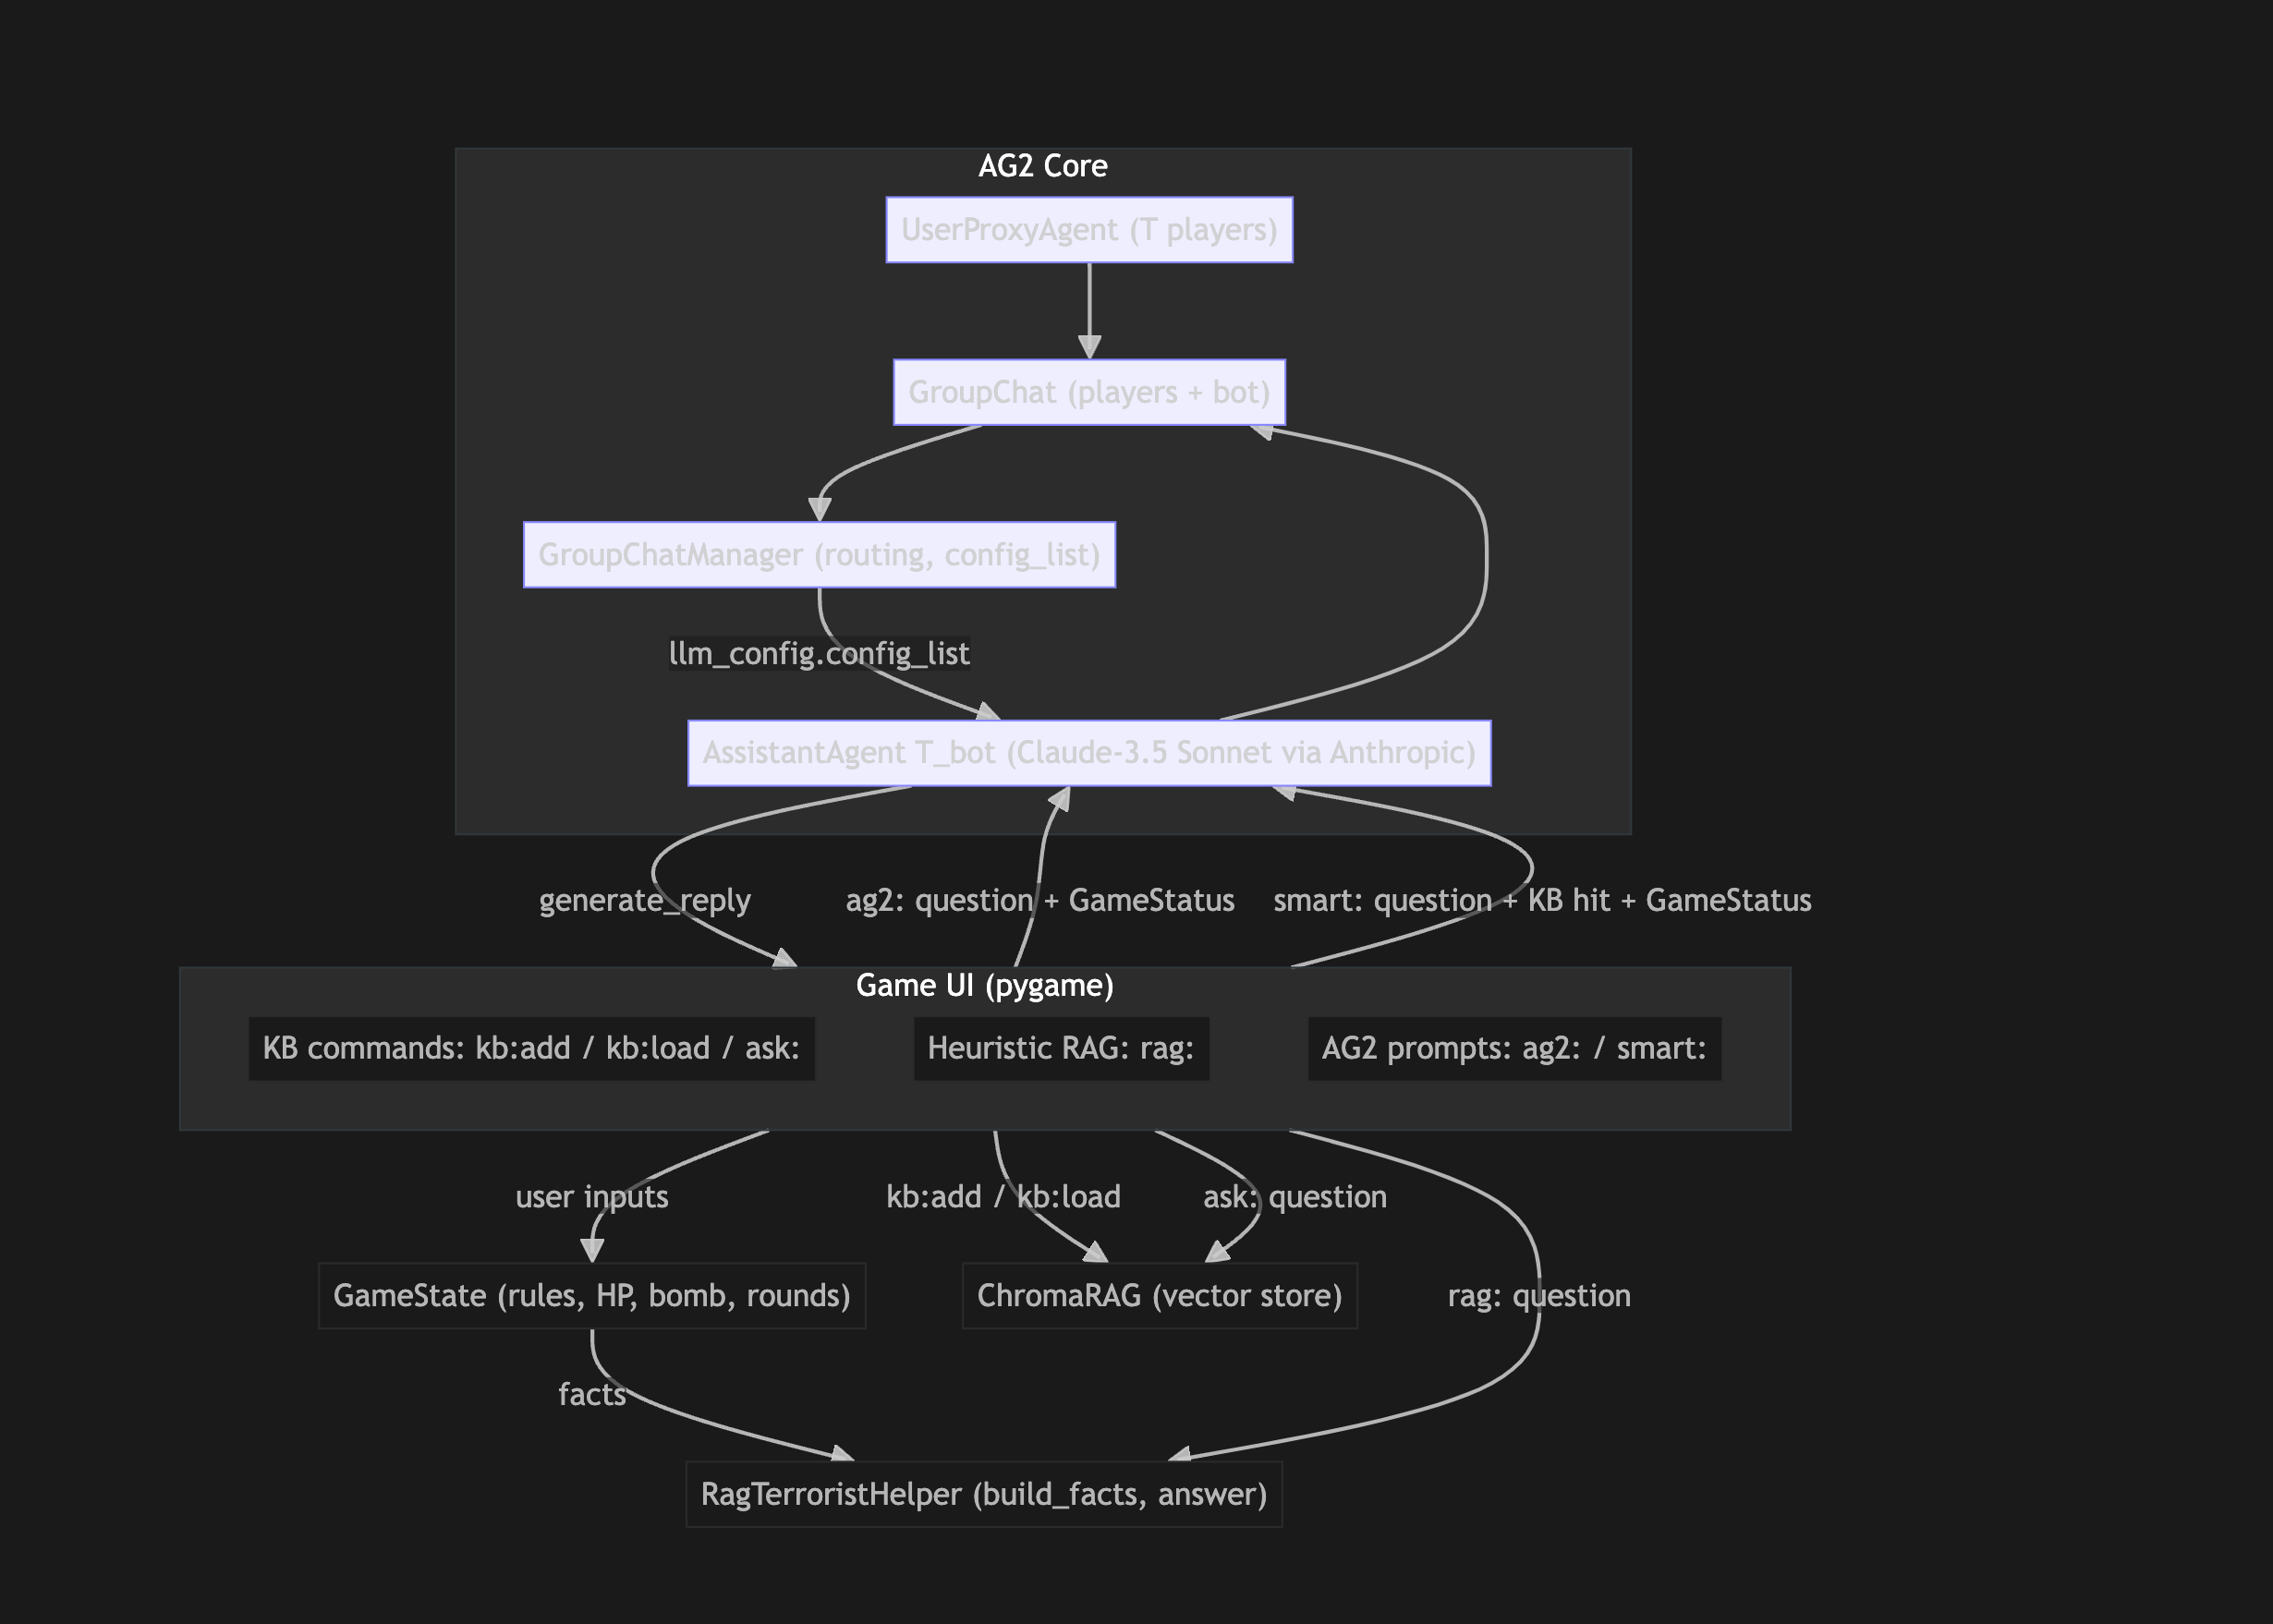 AG2 Core
UserProxyAgent (T players)
GroupChat (players + bot)
GroupChatManager (routing, config_list)
llm_config.config_list
AssistantAgent T_bot (Claude-3.5 Sonnet via Anthropic)
generate_reply
ag2: question + GameStatus
smart: question + KB hit + GameStatus
Game UI (pygame)
KB commands: kb:add / kb:load / ask:
Heuristic RAG: rag:
AG2 prompts: ag2: / smart:
user inputs
kb:add / kb:load
ask: question
GameState (rules, HP, bomb, rounds)
ChromaRAG (vector store)
rag: question
facts
RagTerroristHelper (build_facts, answer)